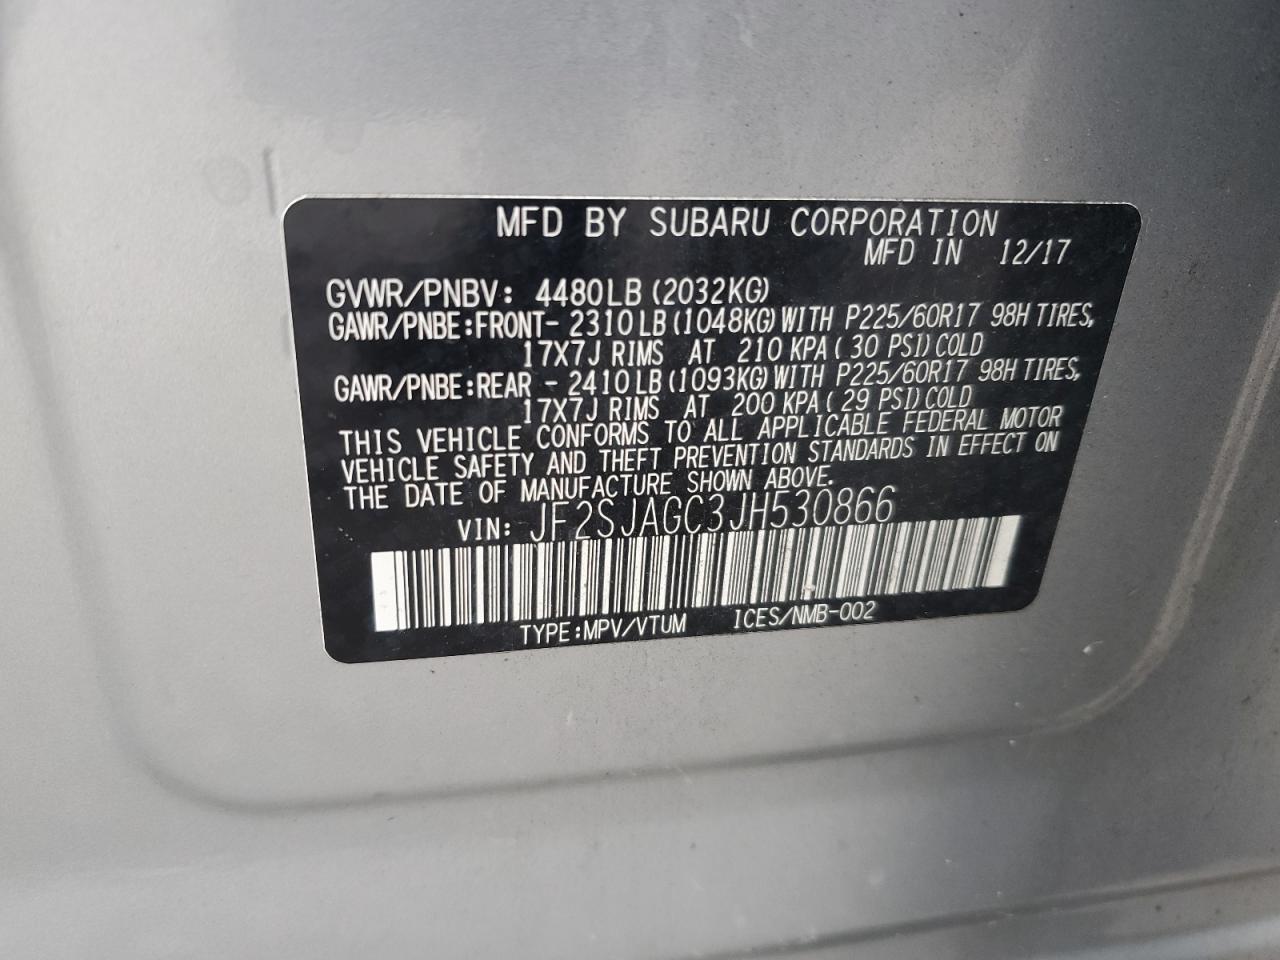 MFD BY SUBARU CORPORATION
MFD IN 12/17
GVWR/PNBV: 4480LB (2032KG)
GAWR/PNBE:FRONT- 2310LB (1048KG) WITH P225/60R17 98H TIRES,
17X7J RIMS AT 210 KPA ( 30 PSI) COLD
GAWR/PNBE:REAR - 2410LB (1093KG) WITH P225/60R17 98H TIRES,
17X7J RIMS AT 200 KPA ( 29 PSI) COLD
THIS VEHICLE CONFORMS TO ALL APPLICABLE FEDERAL MOTOR
VEHICLE SAFETY AND THEFT PREVENTION STANDARDS IN EFFECT ON
THE DATE OF MANUFACTURE SHOWN ABOVE.
VIN: JF2SJAGC3JH530866
TYPE:MPV/VTUM ICES/NMB-002